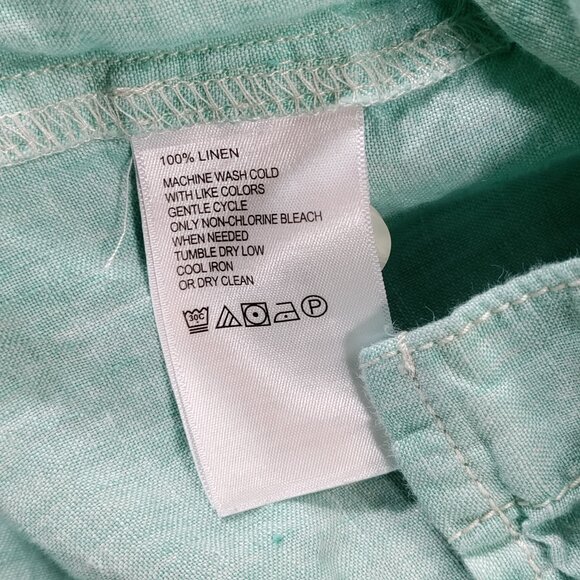 100% LINEN
MACHINE WASH COLD
WITH LIKE COLORS
GENTLE CYCLE
ONLY NON-CHLORINE BLEACH
WHEN NEEDED
TUMBLE DRY LOW
COOL IRON
OR DRY CLEAN
30C P